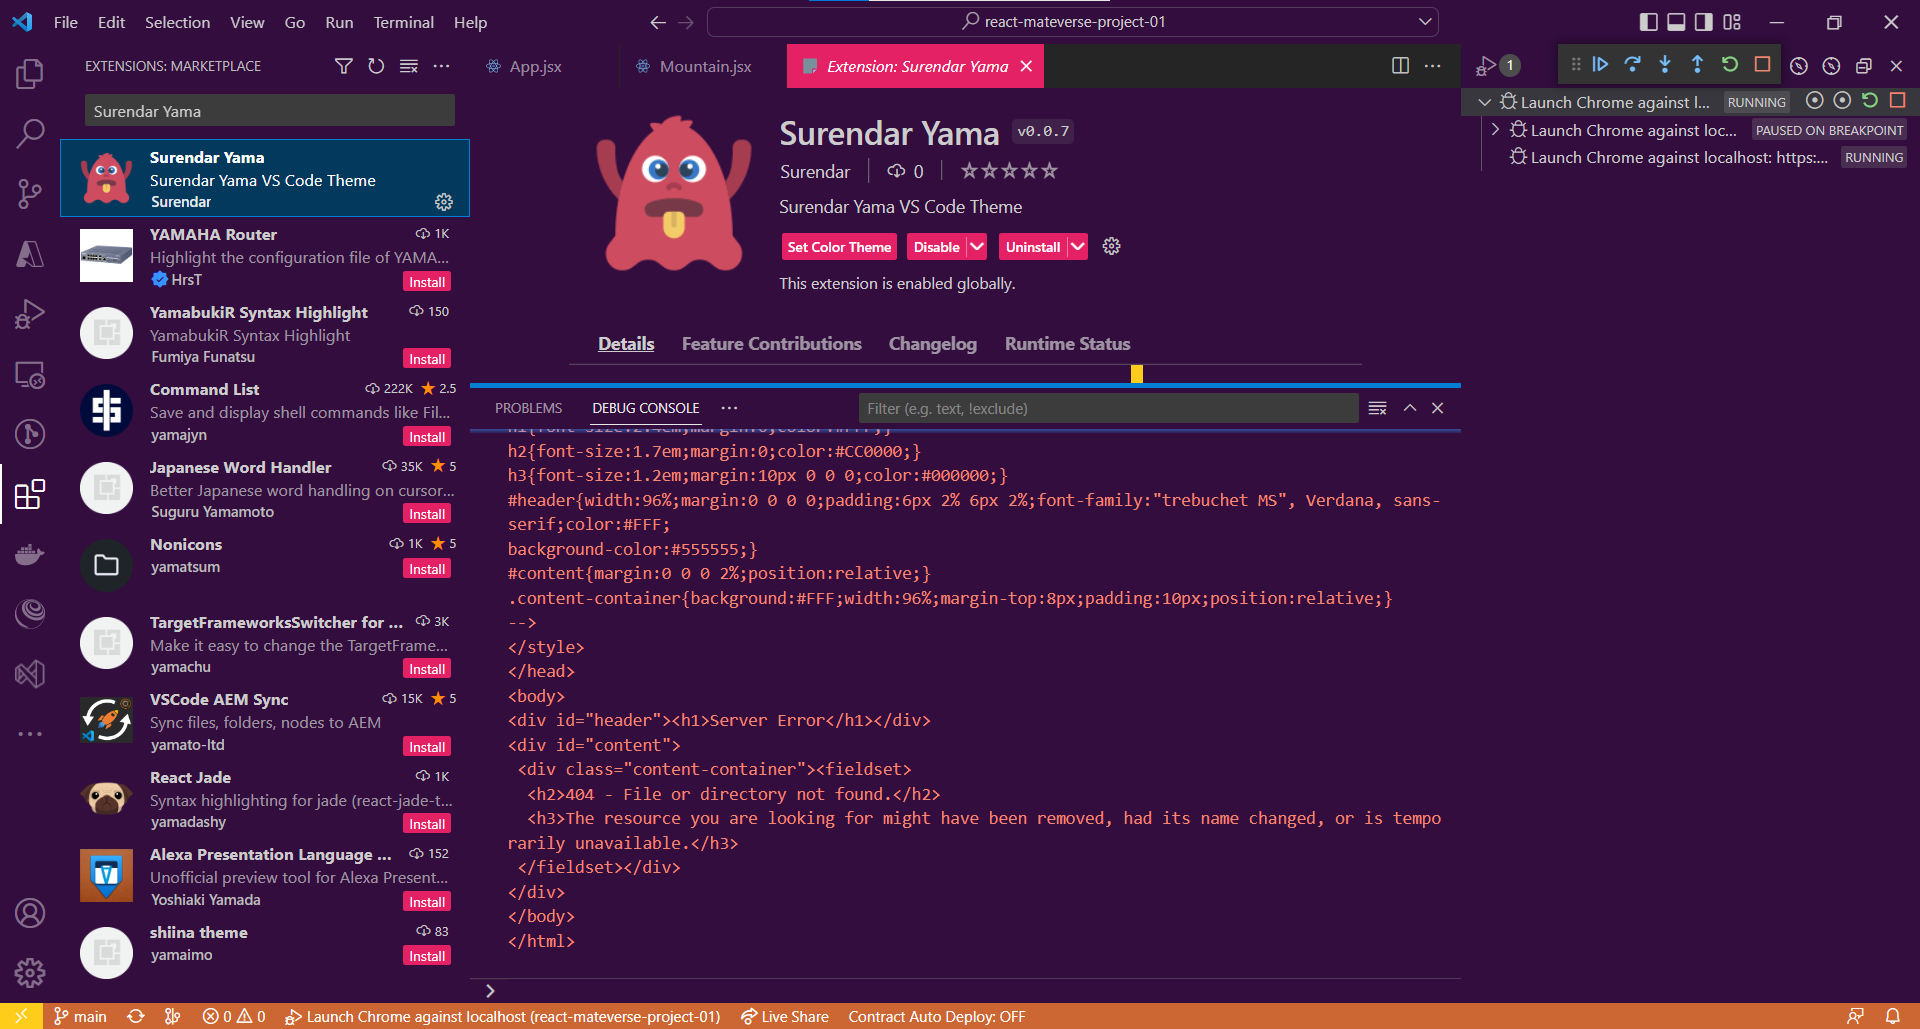 File Edit Selection View Go Run Terminal Help
react-mateverse-project-01
EXTENSIONS: MARKETPLACE
Surendar Yama
Surendar Yama
Surendar Yama VS Code Theme
Surendar
YAMAHA Router 1K
Highlight the configuration file of YAMA...
HrsT Install
YamabukiR Syntax Highlight 150
YamabukiR Syntax Highlight
Fumiya Funatsu Install
Command List 222K 2.5
Save and display shell commands like Fil...
yamajyn Install
Japanese Word Handler 35K 5
Better Japanese word handling on cursor...
Suguru Yamamoto Install
Nonicons 1K 5
yamatsum Install
TargetFrameworksSwitcher for ... 3K
Make it easy to change the TargetFrame...
yamachu Install
VSCode AEM Sync 15K 5
Sync files, folders, nodes to AEM
yamato-ltd Install
React Jade 1K
Syntax highlighting for jade (react-jade-t...
yamadashy Install
Alexa Presentation Language ... 152
Unofficial preview tool for Alexa Present...
Yoshiaki Yamada Install
shiina theme 83
yamaimo Install
App.jsx Mountain.jsx Extension: Surendar Yama
Surendar Yama v0.0.7
Surendar 0
Surendar Yama VS Code Theme
Set Color Theme Disable Uninstall
This extension is enabled globally.
Details Feature Contributions Changelog Runtime Status
PROBLEMS DEBUG CONSOLE ... Filter (e.g. text, !exclude)
h1{font-size:2.4em;margin:0;color:#FFF;}
h2{font-size:1.7em;margin:0;color:#CC0000;}
h3{font-size:1.2em;margin:10px 0 0 0;color:#000000;}
#header{width:96%;margin:0 0 0 0;padding:6px 2% 6px 2%;font-family:"trebuchet MS", Verdana, sans-
serif;color:#FFF;
background-color:#555555;}
#content{margin:0 0 0 2%;position:relative;}
.content-container{background:#FFF;width:96%;margin-top:8px;padding:10px;position:relative;}
-->
</style>
</head>
<body>
<div id="header"><h1>Server Error</h1></div>
<div id="content">
<div class="content-container"><fieldset>
<h2>404 - File or directory not found.</h2>
<h3>The resource you are looking for might have been removed, had its name changed, or is tempo
rarily unavailable.</h3>
</fieldset></div>
</div>
</body>
</html>
1
Launch Chrome against l... RUNNING
Launch Chrome against loc... PAUSED ON BREAKPOINT
Launch Chrome against localhost: https:... RUNNING
main 0 0 Launch Chrome against localhost (react-mateverse-project-01) Live Share Contract Auto Deploy: OFF